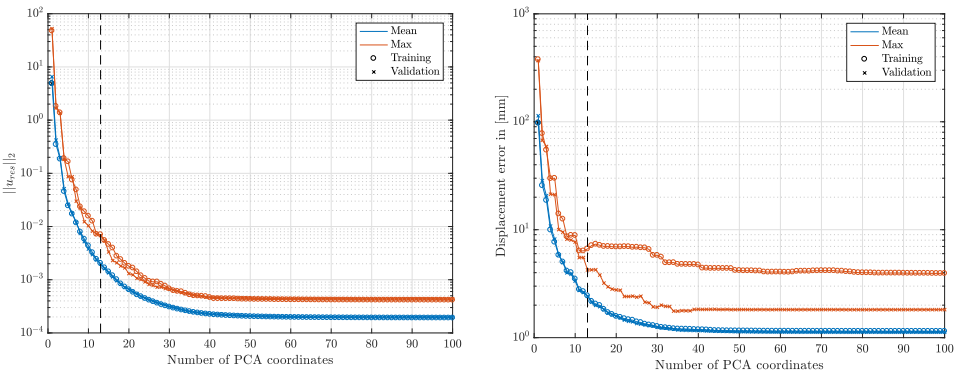 10^2
10^1
10^0
10^-1
10^-2
10^-3
10^-4
||u_res||_2
0 10 20 30 40 50 60 70 80 90 100
Number of PCA coordinates
Mean
Max
Training
Validation
10^3
10^2
10^1
10^0
Displacement error in [mm]
0 10 20 30 40 50 60 70 80 90 100
Number of PCA coordinates
Mean
Max
Training
Validation